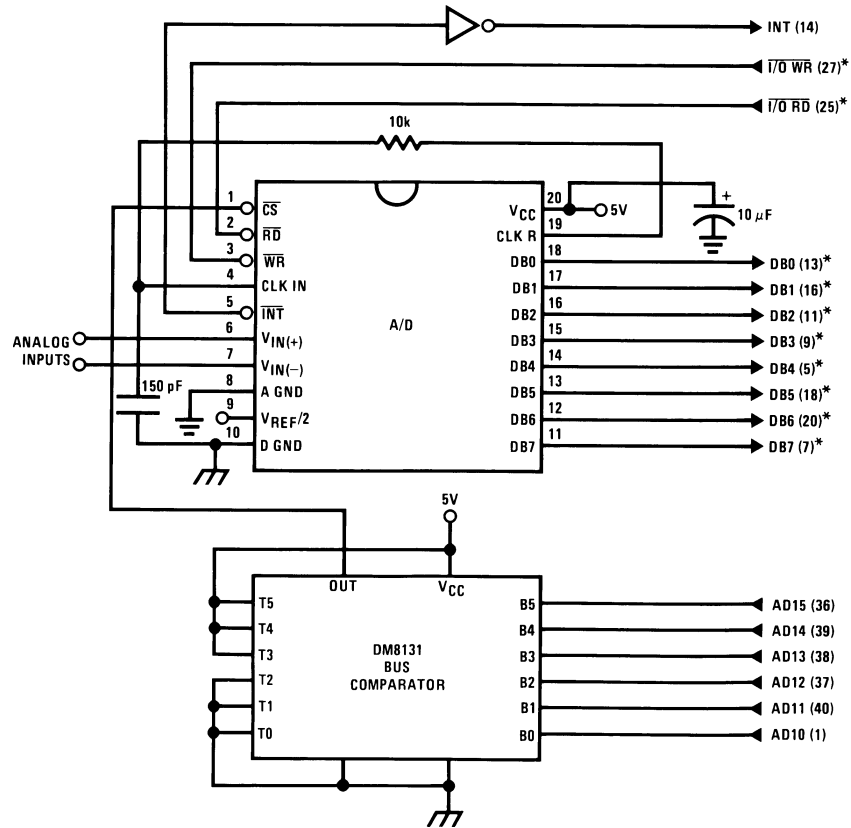 INT (14)
I/O WR (27)*
I/O RD (25)*
10k
1
CS
2
RD
3
WR
4
CLK IN
5
INT
6
VIN(+)
7
VIN(−)
8
A GND
9
VREF/2
10
D GND
A/D
20
VCC
5V
+
10 μF
19
CLK R
18
DB0
DB0 (13)*
17
DB1
DB1 (16)*
16
DB2
DB2 (11)*
15
DB3
DB3 (9)*
14
DB4
DB4 (5)*
13
DB5
DB5 (18)*
12
DB6
DB6 (20)*
11
DB7
DB7 (7)*
ANALOG
INPUTS
150 pF
5V
OUT
VCC
T5
T4
T3
T2
T1
T0
DM8131
BUS
COMPARATOR
B5
AD15 (36)
B4
AD14 (39)
B3
AD13 (38)
B2
AD12 (37)
B1
AD11 (40)
B0
AD10 (1)